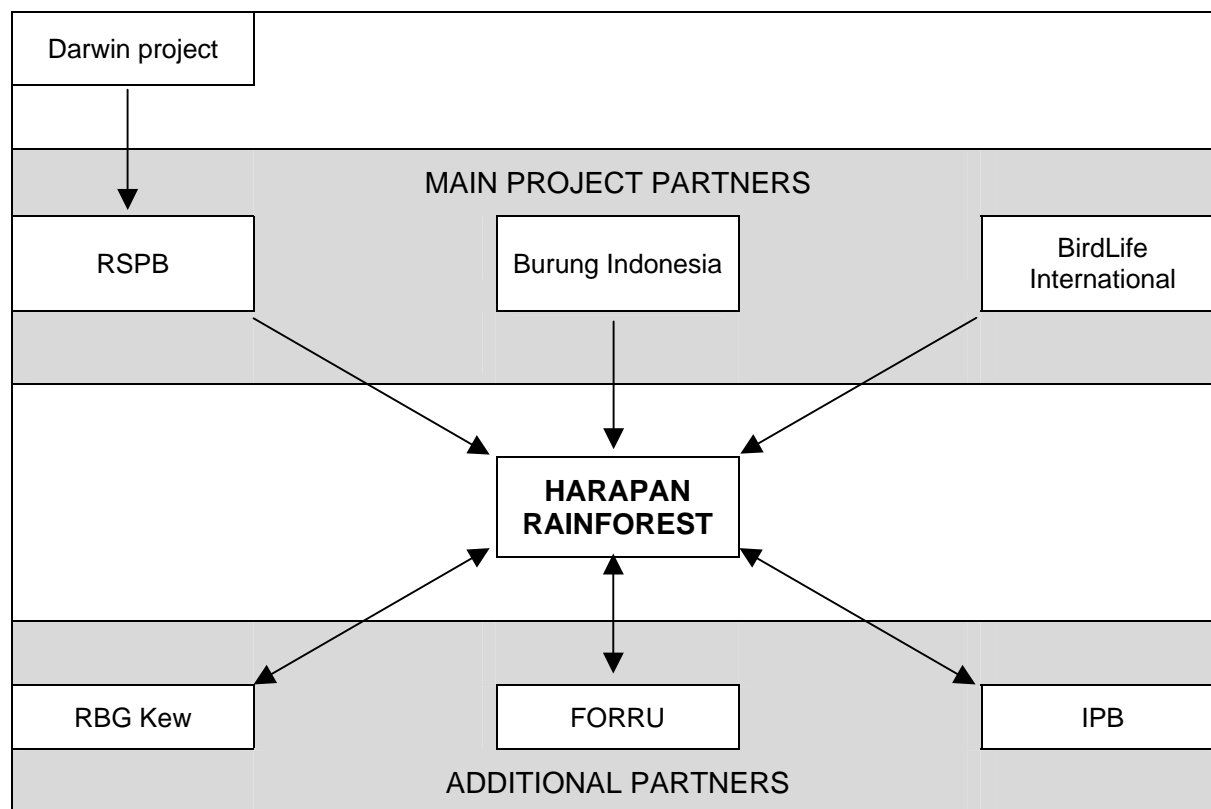 Darwin project
MAIN PROJECT PARTNERS
RSPB
Burung Indonesia
BirdLife
International
HARAPAN
RAINFOREST
RBG Kew
FORRU
IPB
ADDITIONAL PARTNERS